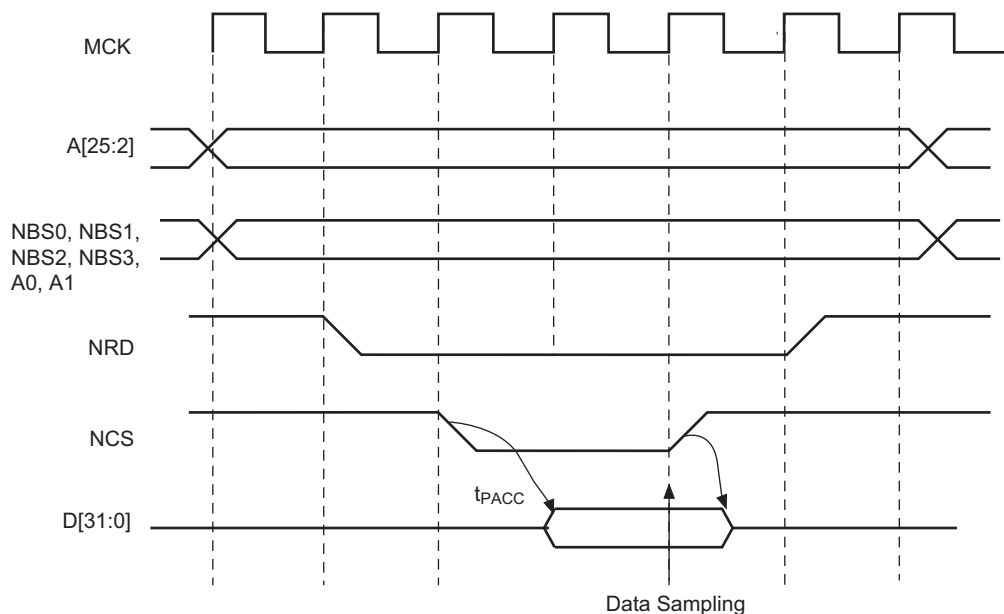 MCK
A[25:2]
NBS0, NBS1,
NBS2, NBS3,
A0, A1
NRD
NCS
tPACC
D[31:0]
Data Sampling